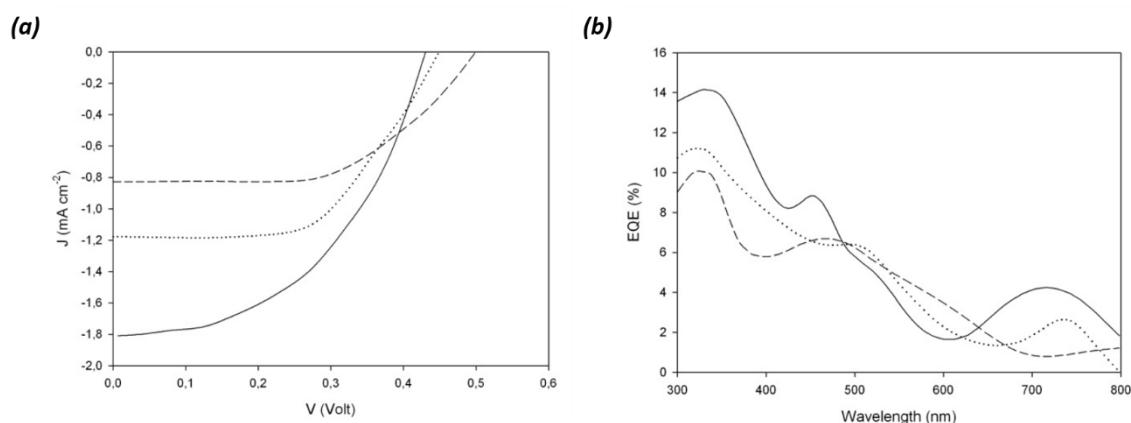 (a)
0,0
-0,2
-0,4
-0,6
-0,8
-1,0
-1,2
-1,4
-1,6
-1,8
-2,0
J (mA cm-2)
0,0 0,1 0,2 0,3 0,4 0,5 0,6
V (Volt)
(b)
16
14
12
10
8
6
4
2
0
EQE (%)
300 400 500 600 700 800
Wavelength (nm)